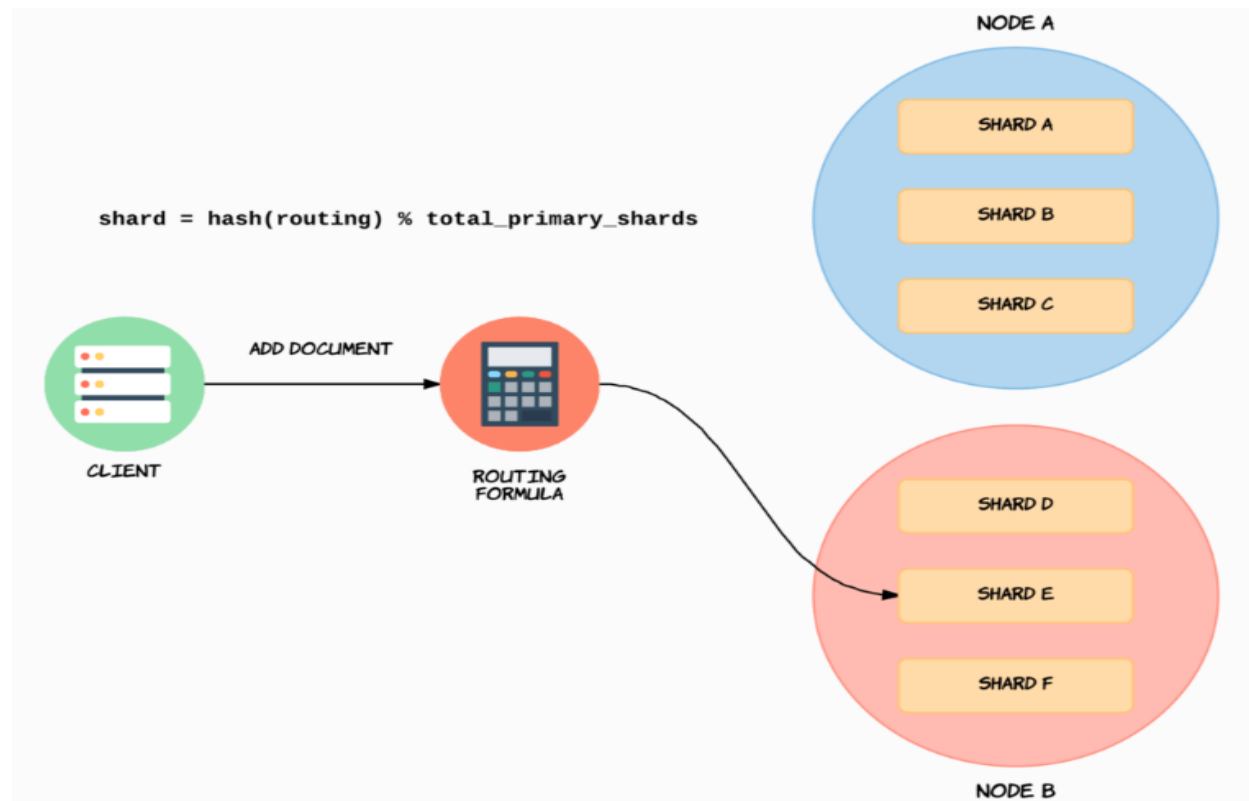 NODE A
SHARD A
SHARD B
SHARD C
shard = hash(routing) % total_primary_shards
ADD DOCUMENT
CLIENT
ROUTING
FORMULA
SHARD D
SHARD E
SHARD F
NODE B